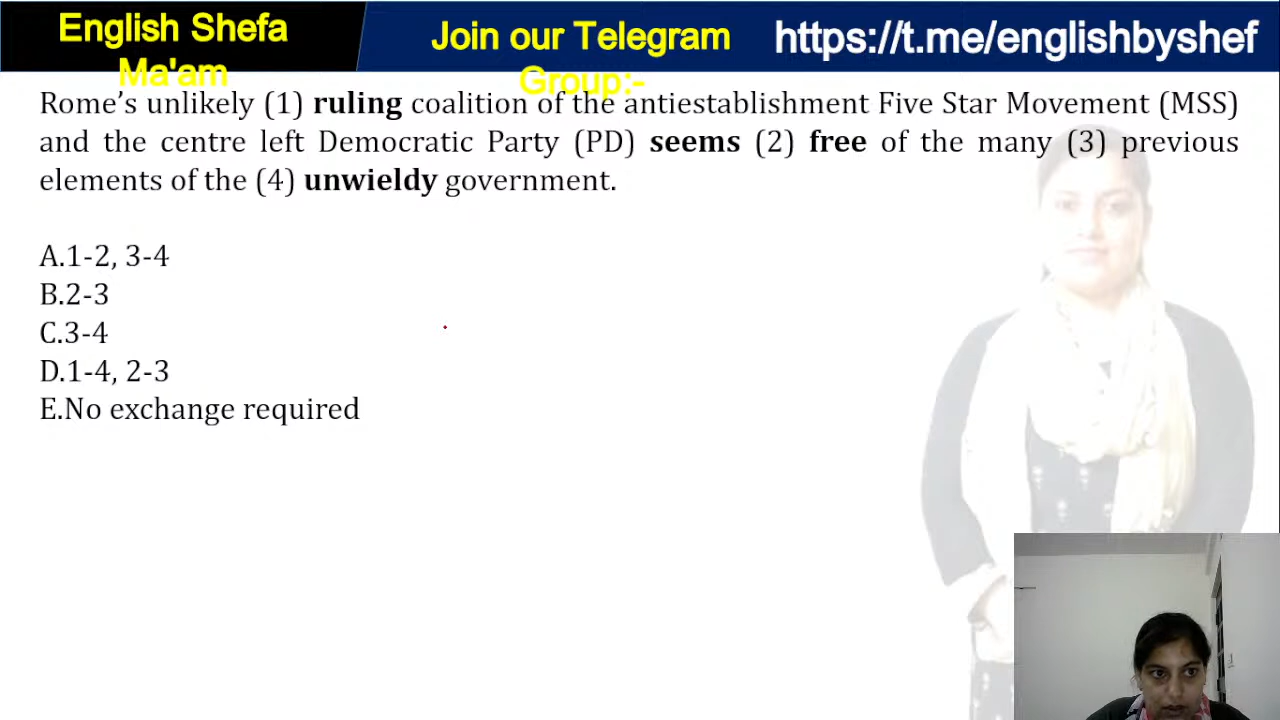 English Shefa
Ma'am
Join our Telegram
Group:-
https://t.me/englishbyshef
Rome’s unlikely (1) ruling coalition of the antiestablishment Five Star Movement (MSS)
and the centre left Democratic Party (PD) seems (2) free of the many (3) previous
elements of the (4) unwieldy government.
A.1-2, 3-4
B.2-3
C.3-4
D.1-4, 2-3
E.No exchange required